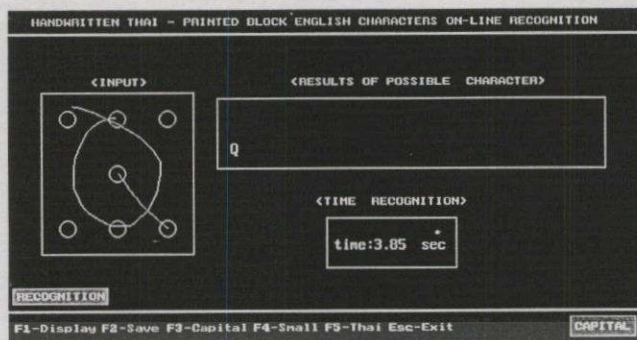 HANDWRITTEN THAI - PRINTED BLOCK ENGLISH CHARACTERS ON-LINE RECOGNITION
<INPUT>
<RESULTS OF POSSIBLE CHARACTER>
Q
<TIME RECOGNITION>
time:3.85 sec
RECOGNITION
F1-Display F2-Save F3-Capital F4-Small F5-Thai Esc-Exit
CAPITAL